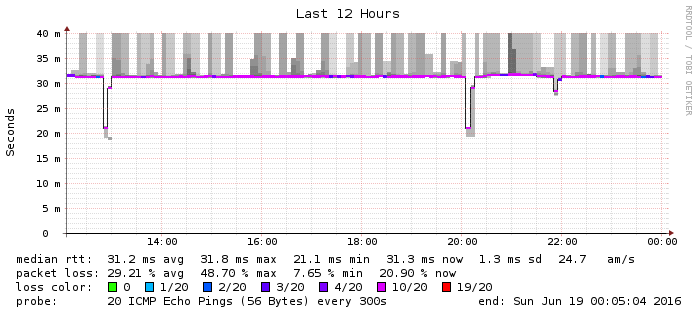 Last 12 Hours
RRDTOOL / TOBI OETIKER
Seconds
40 m
35 m
30 m
25 m
20 m
15 m
10 m
5 m
0
14:00 16:00 18:00 20:00 22:00 00:00
median rtt: 31.2 ms avg 31.8 ms max 21.1 ms min 31.3 ms now 1.3 ms sd 24.7 am/s
packet loss: 29.21 % avg 48.70 % max 7.65 % min 20.90 % now
loss color: 0 1/20 2/20 3/20 4/20 10/20 19/20
probe: 20 ICMP Echo Pings (56 Bytes) every 300s end: Sun Jun 19 00:05:04 2016